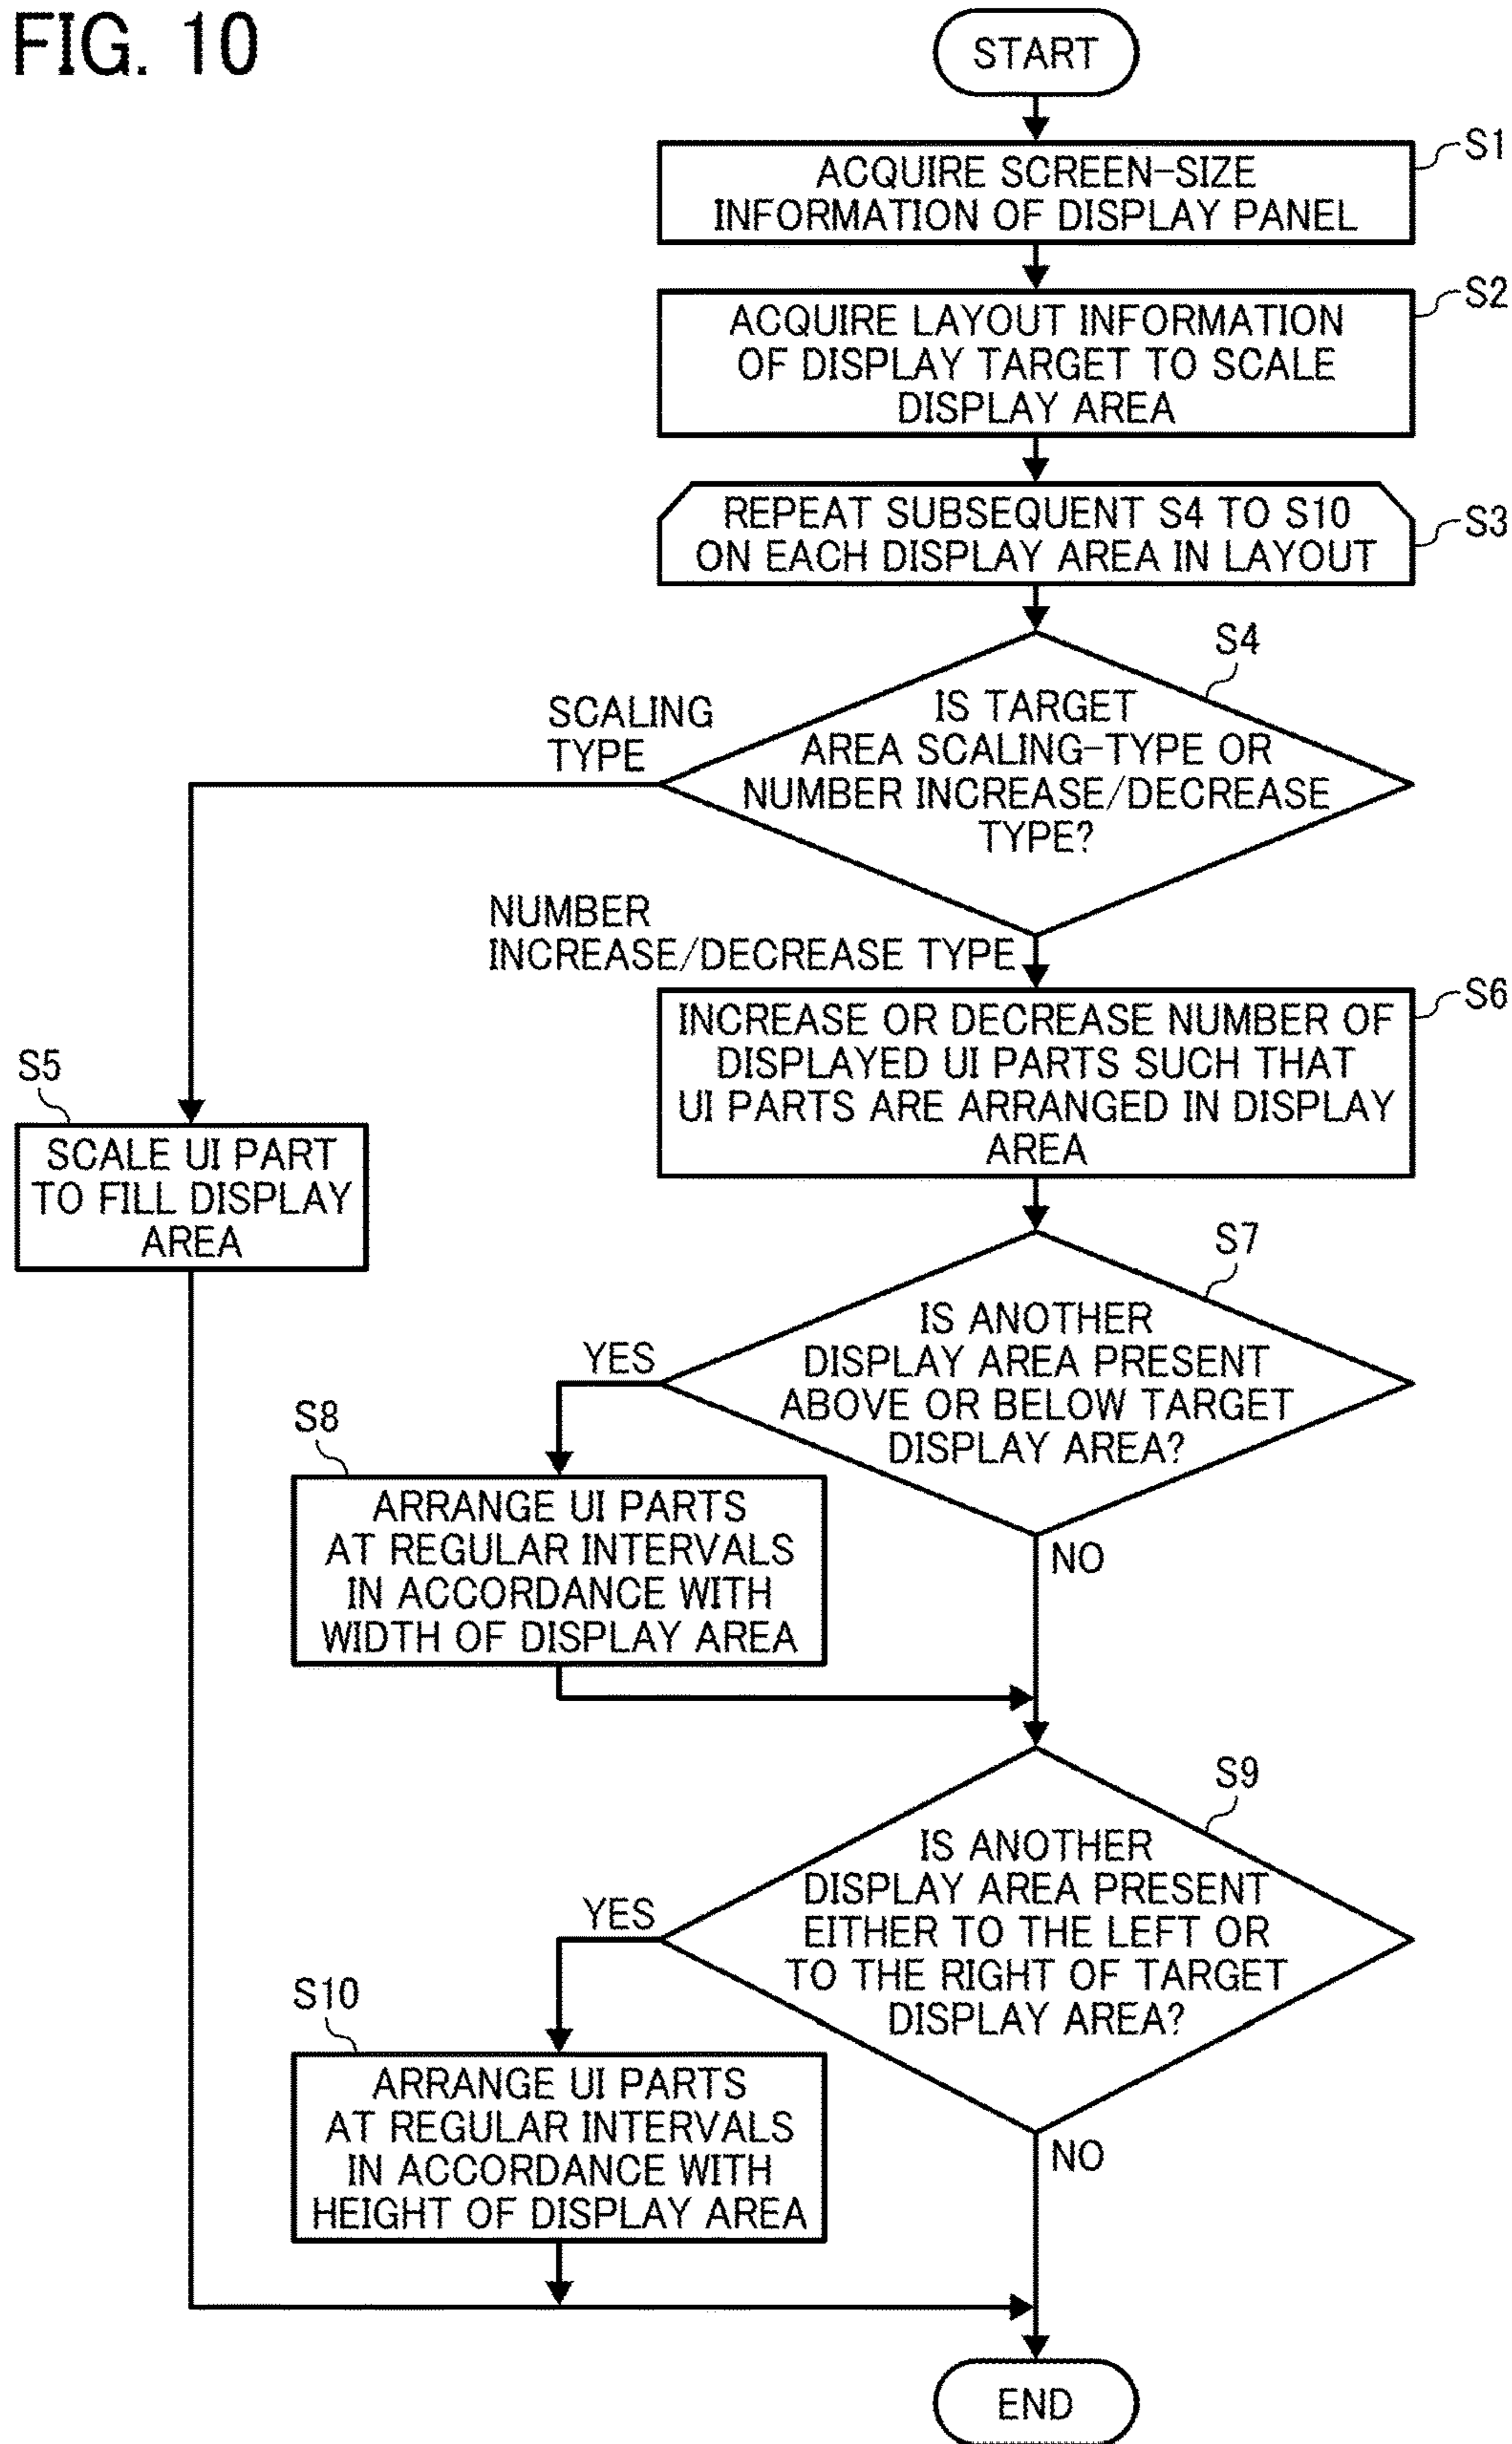 FIG. 10
START
S1
ACQUIRE SCREEN-SIZE
INFORMATION OF DISPLAY PANEL
S2
ACQUIRE LAYOUT INFORMATION
OF DISPLAY TARGET TO SCALE
DISPLAY AREA
S3
REPEAT SUBSEQUENT S4 TO S10
ON EACH DISPLAY AREA IN LAYOUT
S4
IS TARGET
AREA SCALING-TYPE OR
NUMBER INCREASE/DECREASE
TYPE?
SCALING
TYPE
NUMBER
INCREASE/DECREASE TYPE
S5
SCALE UI PART
TO FILL DISPLAY
AREA
S6
INCREASE OR DECREASE NUMBER OF
DISPLAYED UI PARTS SUCH THAT
UI PARTS ARE ARRANGED IN DISPLAY
AREA
S7
IS ANOTHER
DISPLAY AREA PRESENT
ABOVE OR BELOW TARGET
DISPLAY AREA?
YES
NO
S8
ARRANGE UI PARTS
AT REGULAR INTERVALS
IN ACCORDANCE WITH
WIDTH OF DISPLAY AREA
S9
IS ANOTHER
DISPLAY AREA PRESENT
EITHER TO THE LEFT OR
TO THE RIGHT OF TARGET
DISPLAY AREA?
YES
NO
S10
ARRANGE UI PARTS
AT REGULAR INTERVALS
IN ACCORDANCE WITH
HEIGHT OF DISPLAY AREA
END